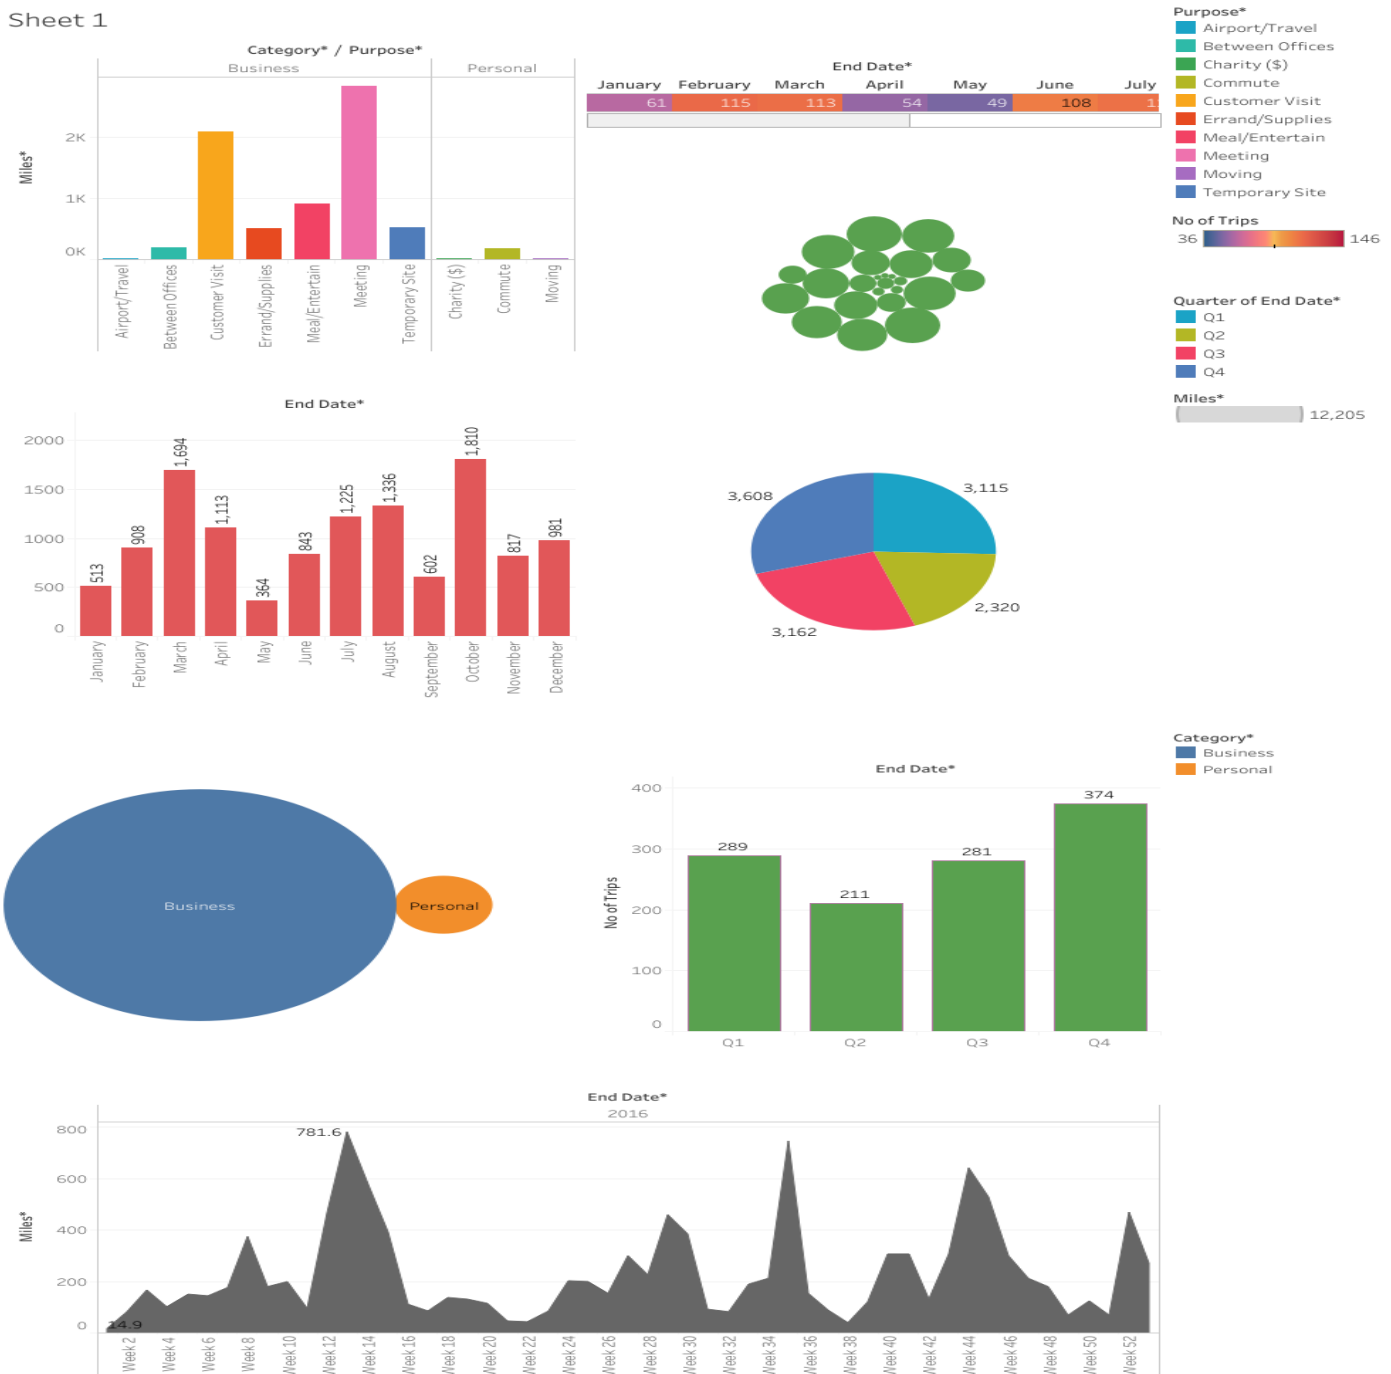 Sheet 1
Category* / Purpose*
Business Personal
Miles*
2K
1K
0K
Airport/Travel
Between Offices
Customer Visit
Errand/Supplies
Meal/Entertain
Meeting
Temporary Site
Charity ($)
Commute
Moving
End Date*
January February March April May June July
61 115 113 54 49 108
Purpose*
Airport/Travel
Between Offices
Charity ($)
Commute
Customer Visit
Errand/Supplies
Meal/Entertain
Meeting
Moving
Temporary Site
No of Trips
36 146
Quarter of End Date*
Q1
Q2
Q3
Q4
Miles*
12,205
End Date*
2000
1500
1000
500
0
513
908
1,694
1,113
364
843
1,225
1,336
602
1,810
817
981
January
February
March
April
May
June
July
August
September
October
November
December
3,608
3,115
2,320
3,162
Business
Personal
Category*
Business
Personal
End Date*
No of Trips
400
300
200
100
0
289
211
281
374
Q1 Q2 Q3 Q4
End Date*
2016
Miles*
800
600
400
200
0
781.6
14.9
Week 2
Week 4
Week 6
Week 8
Week 10
Week 12
Week 14
Week 16
Week 18
Week 20
Week 22
Week 24
Week 26
Week 28
Week 30
Week 32
Week 34
Week 36
Week 38
Week 40
Week 42
Week 44
Week 46
Week 48
Week 50
Week 52